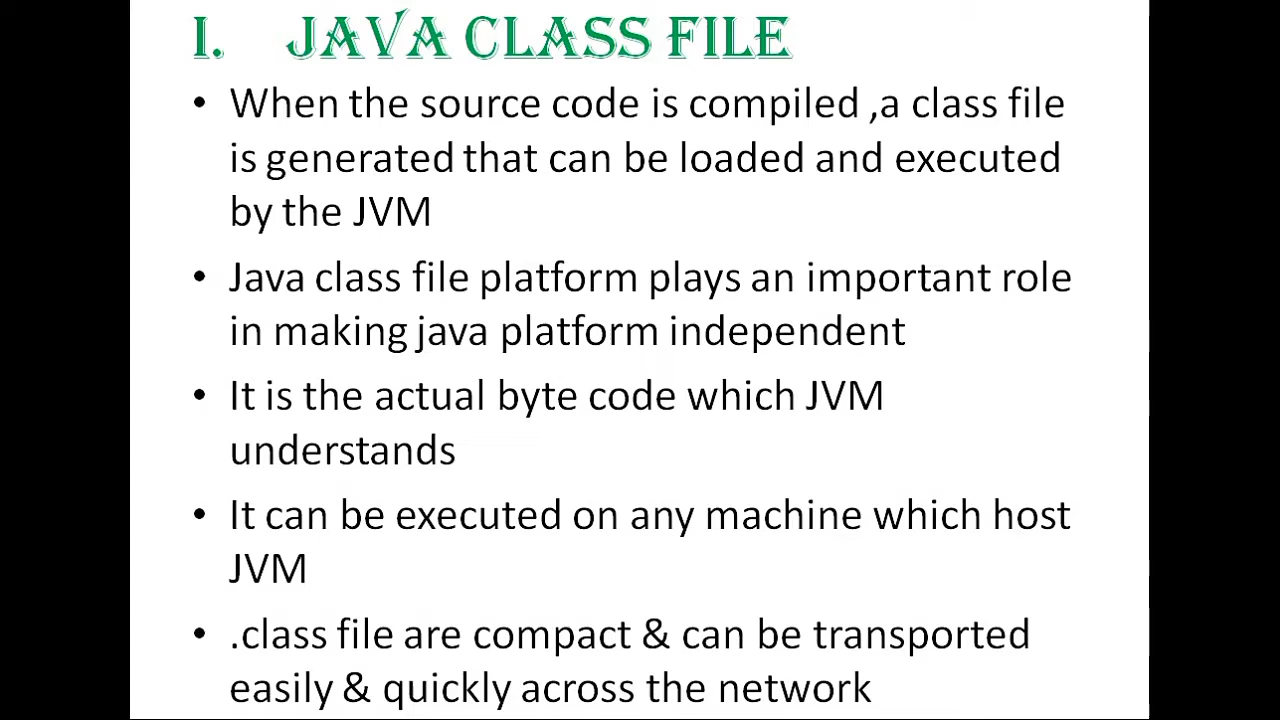 I. JAVA CLASS FILE
• When the source code is compiled ,a class file
is generated that can be loaded and executed
by the JVM
• Java class file platform plays an important role
in making java platform independent
• It is the actual byte code which JVM
understands
• It can be executed on any machine which host
JVM
• .class file are compact & can be transported
easily & quickly across the network